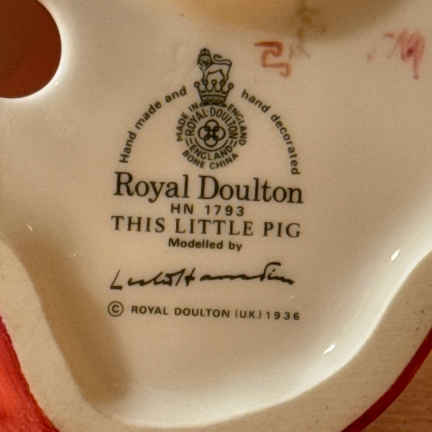 Hand made and hand decorated
MADE IN ENGLAND
ROYAL DOULTON
ENGLAND
BONE CHINA
Royal Doulton
HN 1793
THIS LITTLE PIG
Modelled by
© ROYAL DOULTON (U.K.) 1936